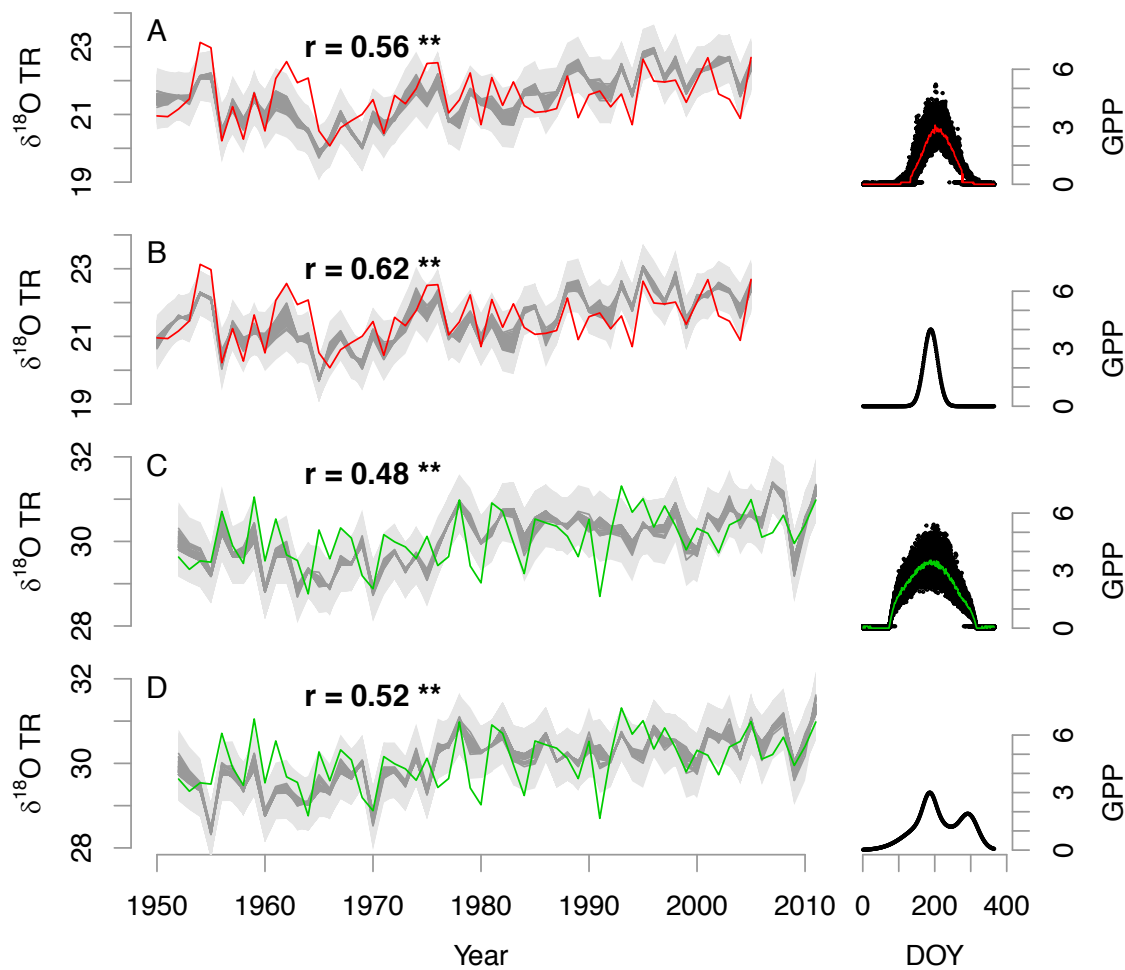 A
r = 0.56 **
δ18O TR
19
21
23
GPP
0
3
6
B
r = 0.62 **
δ18O TR
19
21
23
GPP
0
3
6
C
r = 0.48 **
δ18O TR
28
30
32
GPP
0
3
6
D
r = 0.52 **
δ18O TR
28
30
32
GPP
0
3
6
1950 1960 1970 1980 1990 2000 2010
0 200 400
Year
DOY